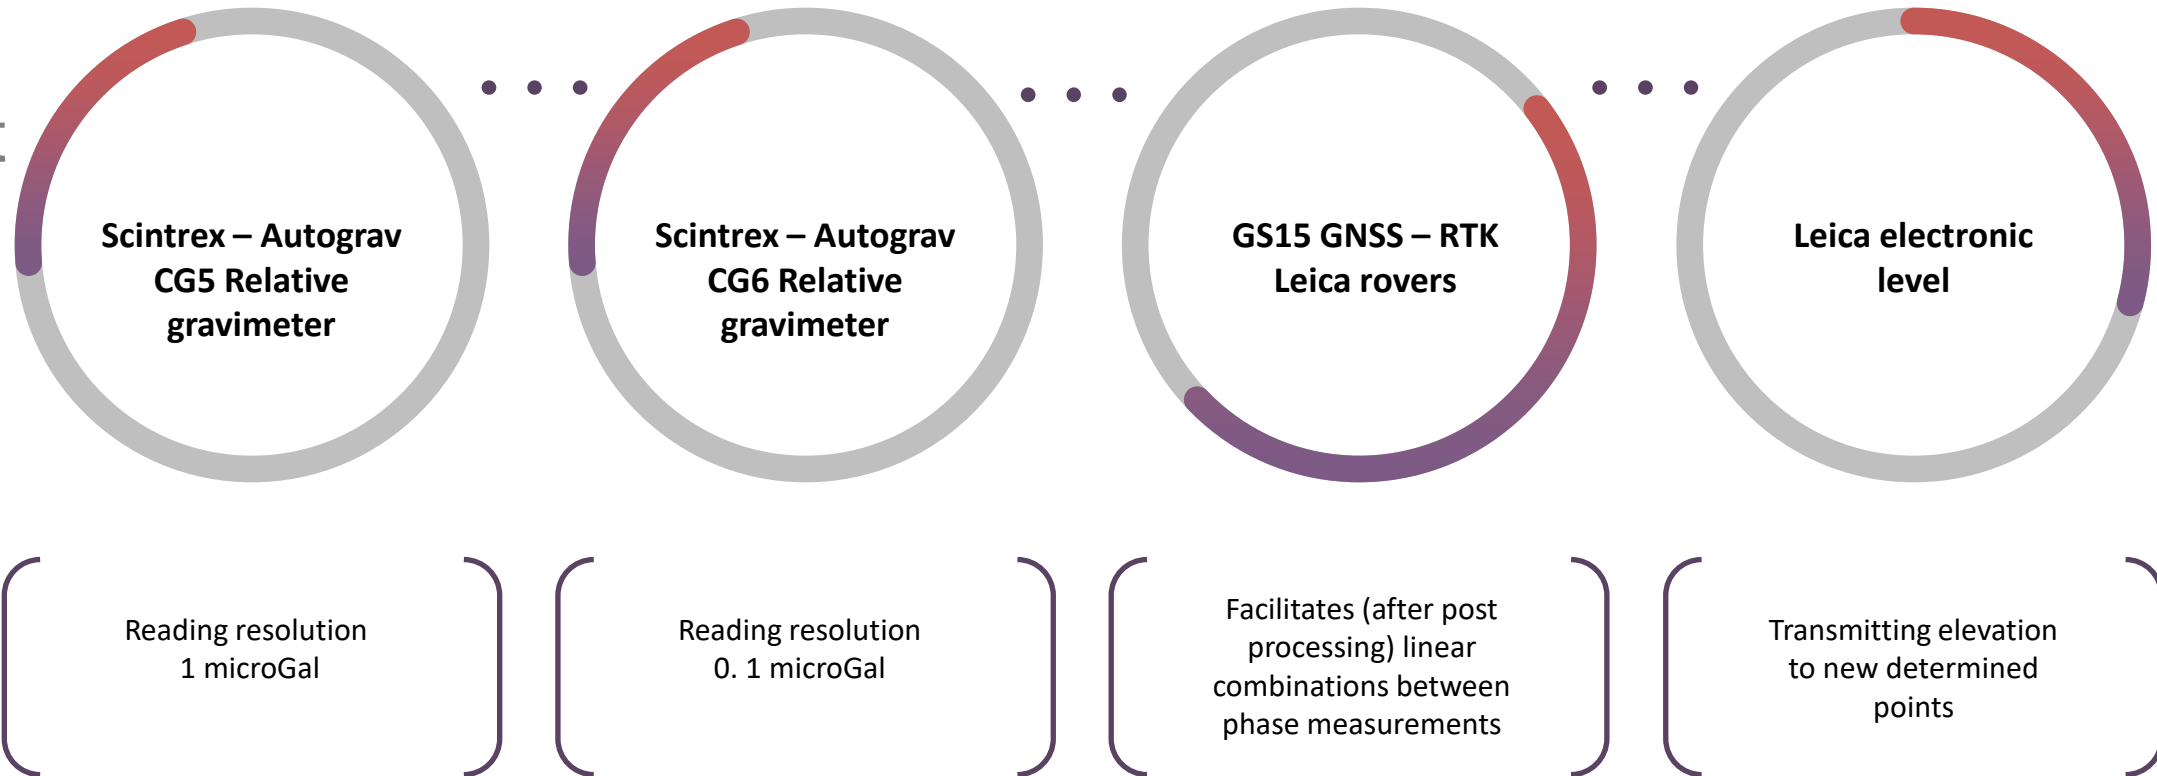 Scintrex – Autograv
CG5 Relative
gravimeter
Scintrex – Autograv
CG6 Relative
gravimeter
GS15 GNSS – RTK
Leica rovers
Leica electronic
level
Reading resolution
1 microGal
Reading resolution
0. 1 microGal
Facilitates (after post
processing) linear
combinations between
phase measurements
Transmitting elevation
to new determined
points